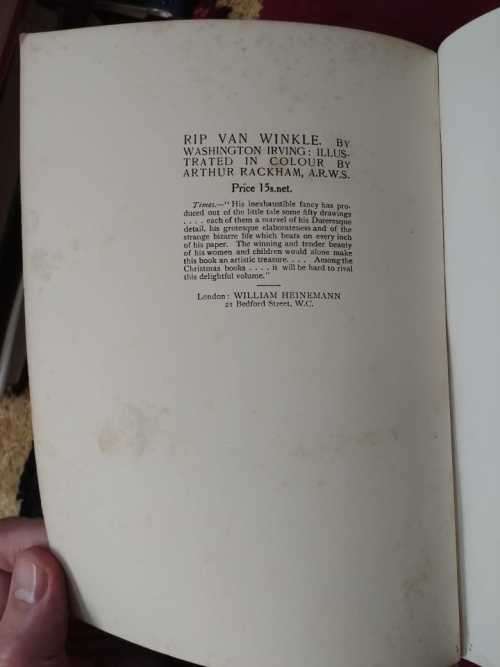 RIP VAN WINKLE. BY
WASHINGTON IRVING: ILLUS-
TRATED IN COLOUR BY
ARTHUR RACKHAM, A.R.W.S.
Price 15s. net.
Times.—"His inexhaustible fancy has pro-
duced out of the little tale some fifty drawings
. . . . each of them a marvel of his Dureresque
detail, his grotesque elaborateness and of the
strange bizarre life which beats on every inch
of his paper. The winning and tender beauty
of his women and children would alone make
this book an artistic treasure. . . . . Among the
Christmas books . . . . it will be hard to rival
this delightful volume."
London: WILLIAM HEINEMANN
21 Bedford Street, W.C.